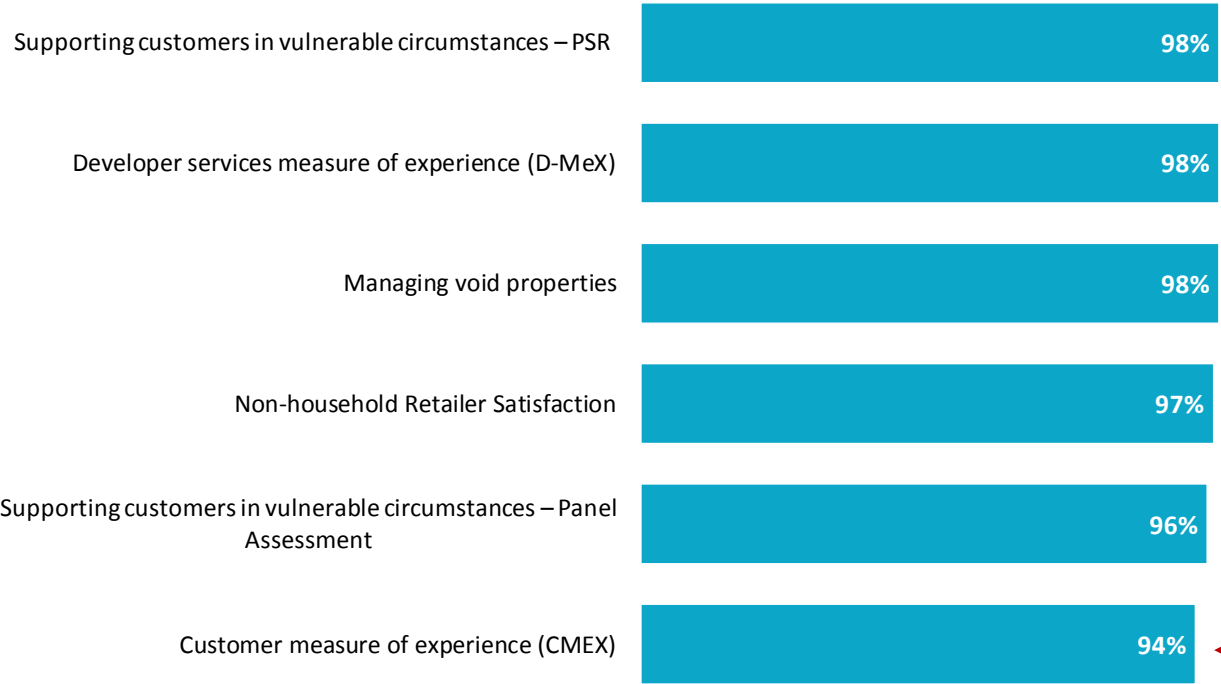 Supporting customers in vulnerable circumstances – PSR
98%
Developer services measure of experience (D-MeX)
98%
Managing void properties
98%
Non-household Retailer Satisfaction
97%
Supporting customers in vulnerable circumstances – Panel
Assessment
96%
Customer measure of experience (CMEX)
94%